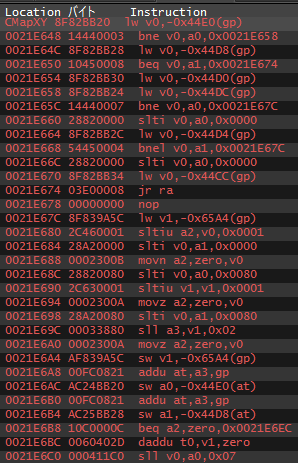 Location バイト Instruction
CMapXY 8F82BB20 lw v0,-0x44E0(gp)
0021E648 14440003 bne v0,a0,0x0021E658
0021E64C 8F82BB28 lw v0,-0x44D8(gp)
0021E650 10450008 beq v0,a1,0x0021E674
0021E654 8F82BB30 lw v0,-0x44D0(gp)
0021E658 8F82BB24 lw v0,-0x44DC(gp)
0021E65C 14440007 bne v0,a0,0x0021E67C
0021E660 28820000 slti v0,a0,0x0000
0021E664 8F82BB2C lw v0,-0x44D4(gp)
0021E668 54450004 bnel v0,a1,0x0021E67C
0021E66C 28820000 slti v0,a0,0x0000
0021E670 8F82BB34 lw v0,-0x44CC(gp)
0021E674 03E00008 jr ra
0021E678 00000000 nop
0021E67C 8F839A5C lw v1,-0x65A4(gp)
0021E680 2C460001 sltiu a2,v0,0x0001
0021E684 28A20000 slti v0,a1,0x0000
0021E688 0002300B movn a2,zero,v0
0021E68C 28820080 slti v0,a0,0x0080
0021E690 2C630001 sltiu v1,v1,0x0001
0021E694 0002300A movz a2,zero,v0
0021E698 28A20080 slti v0,a1,0x0080
0021E69C 00033880 sll a3,v1,0x02
0021E6A0 0002300A movz a2,zero,v0
0021E6A4 AF839A5C sw v1,-0x65A4(gp)
0021E6A8 00FC0821 addu at,a3,gp
0021E6AC AC24BB20 sw a0,-0x44E0(at)
0021E6B0 00FC0821 addu at,a3,gp
0021E6B4 AC25BB28 sw a1,-0x44D8(at)
0021E6B8 10C0000C beq a2,zero,0x0021E6EC
0021E6BC 0060402D daddu t0,v1,zero
0021E6C0 000411C0 sll v0,a0,0x07